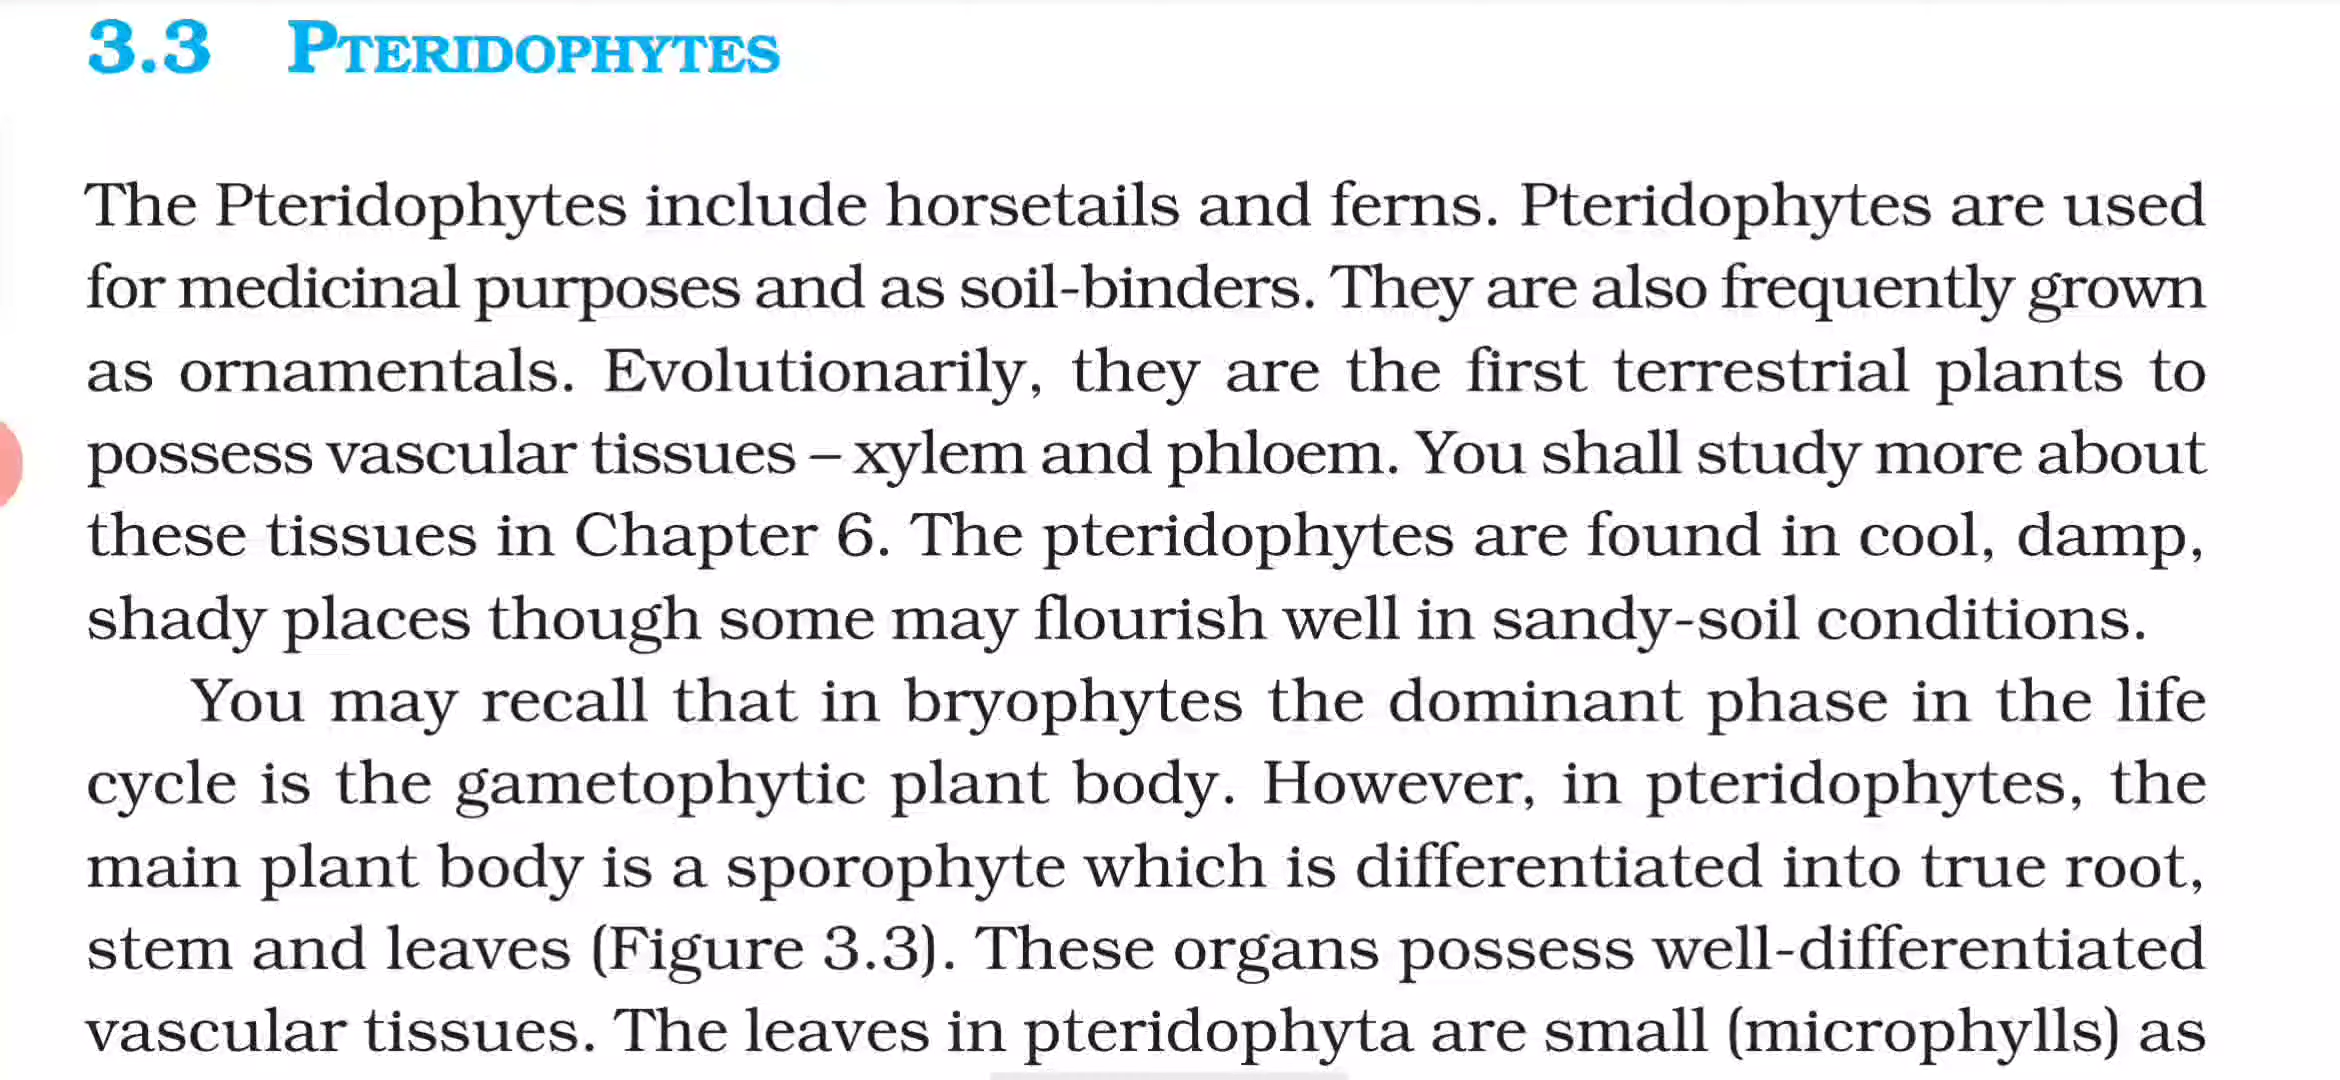 3.3 PTERIDOPHYTES
The Pteridophytes include horsetails and ferns. Pteridophytes are used
for medicinal purposes and as soil-binders. They are also frequently grown
as ornamentals. Evolutionarily, they are the first terrestrial plants to
possess vascular tissues – xylem and phloem. You shall study more about
these tissues in Chapter 6. The pteridophytes are found in cool, damp,
shady places though some may flourish well in sandy-soil conditions.
You may recall that in bryophytes the dominant phase in the life
cycle is the gametophytic plant body. However, in pteridophytes, the
main plant body is a sporophyte which is differentiated into true root,
stem and leaves (Figure 3.3). These organs possess well-differentiated
vascular tissues. The leaves in pteridophyta are small (microphylls) as